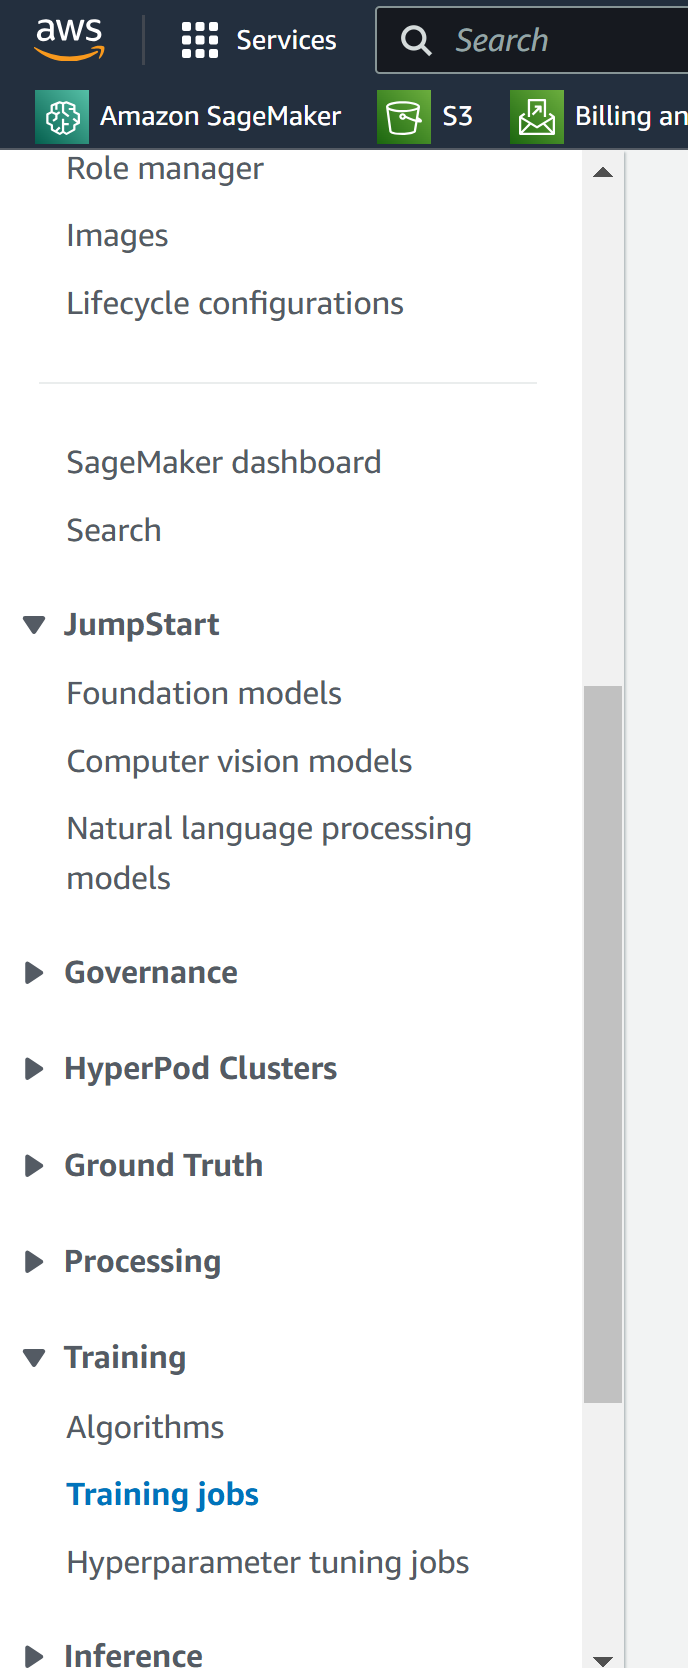 aws
Services
Search
Amazon SageMaker
S3
Billing an
Role manager
Images
Lifecycle configurations
SageMaker dashboard
Search
JumpStart
Foundation models
Computer vision models
Natural language processing
models
Governance
HyperPod Clusters
Ground Truth
Processing
Training
Algorithms
Training jobs
Hyperparameter tuning jobs
Inference